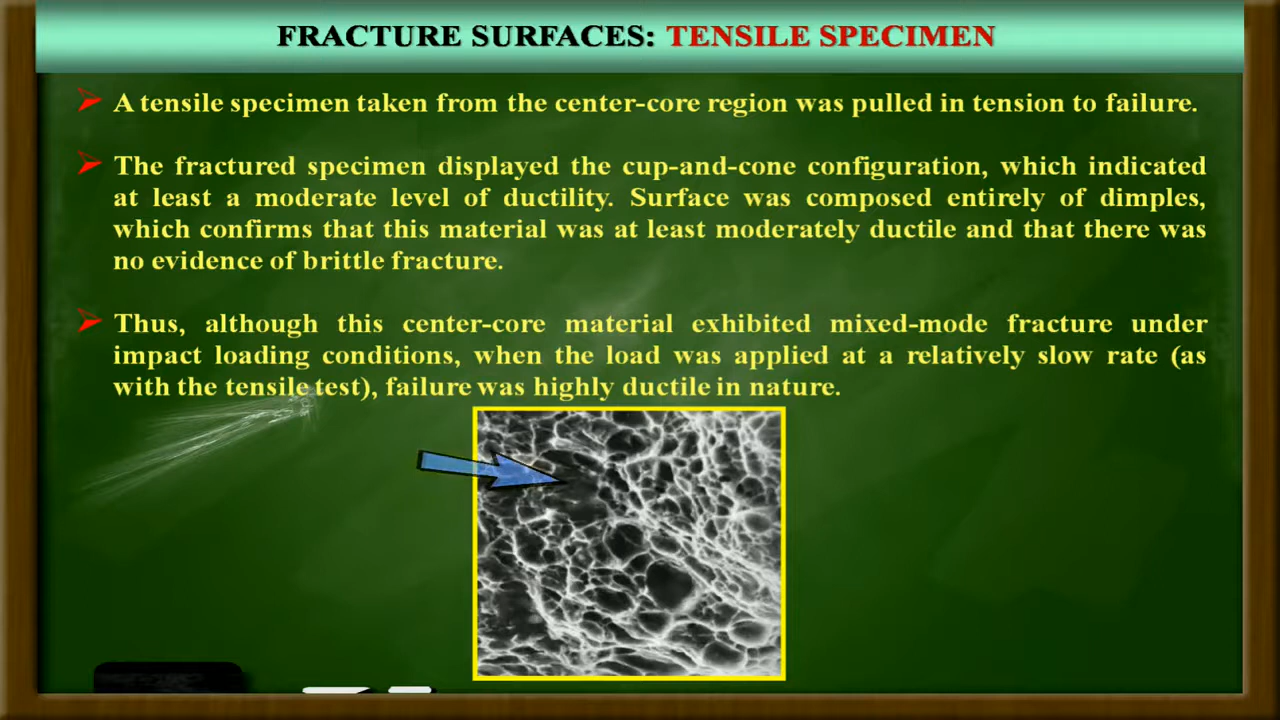 FRACTURE SURFACES: TENSILE SPECIMEN
A tensile specimen taken from the center-core region was pulled in tension to failure.
The fractured specimen displayed the cup-and-cone configuration, which indicated
at least a moderate level of ductility. Surface was composed entirely of dimples,
which confirms that this material was at least moderately ductile and that there was
no evidence of brittle fracture.
Thus, although this center-core material exhibited mixed-mode fracture under
impact loading conditions, when the load was applied at a relatively slow rate (as
with the tensile test), failure was highly ductile in nature.